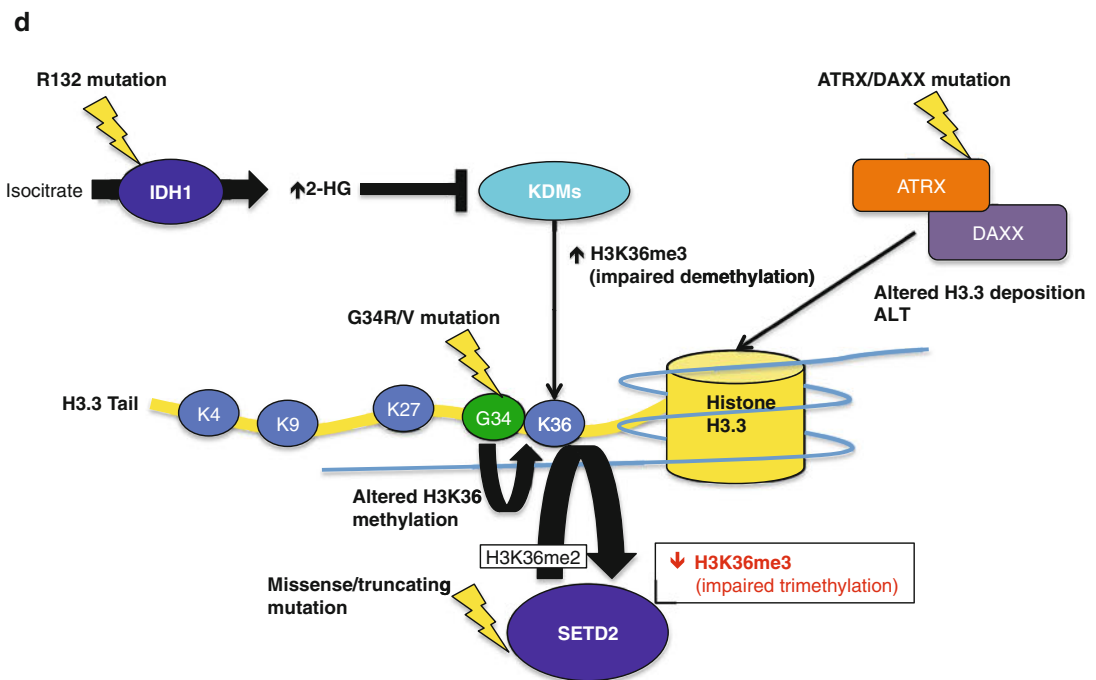 d
R132 mutation
ATRX/DAXX mutation
Isocitrate
IDH1
↑2-HG
KDMs
ATRX
DAXX
↑ H3K36me3
(impaired demethylation)
Altered H3.3 deposition
ALT
G34R/V mutation
H3.3 Tail
K4
K9
K27
G34
K36
Histone
H3.3
Altered H3K36
methylation
H3K36me2
↓ H3K36me3
(impaired trimethylation)
Missense/truncating
mutation
SETD2